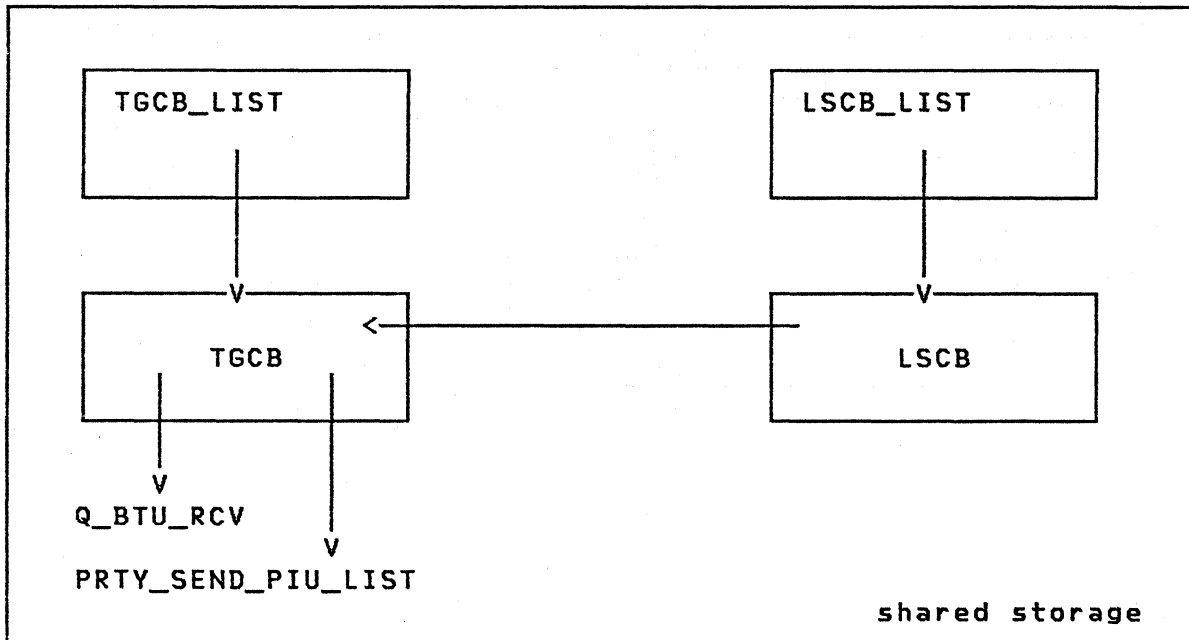 TGCB_LIST
LSCB_LIST
TGCB
LSCB
Q_BTU_RCV
PRTY_SEND_PIU_LIST
shared storage